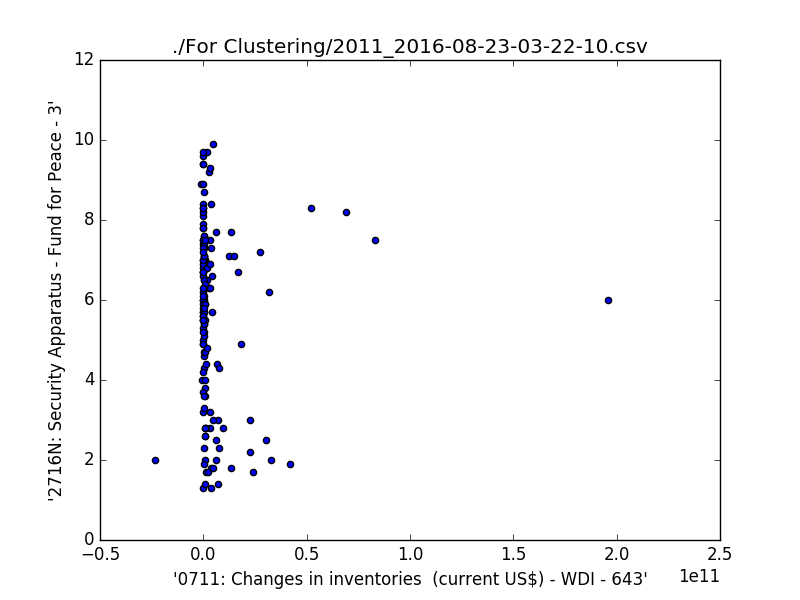 ./For Clustering/2011_2016-08-23-03-22-10.csv
'2716N: Security Apparatus - Fund for Peace - 3'
12
10
8
6
4
2
0
−0.5 0.0 0.5 1.0 1.5 2.0 2.5
1e11
'0711: Changes in inventories  (current US$) - WDI - 643'